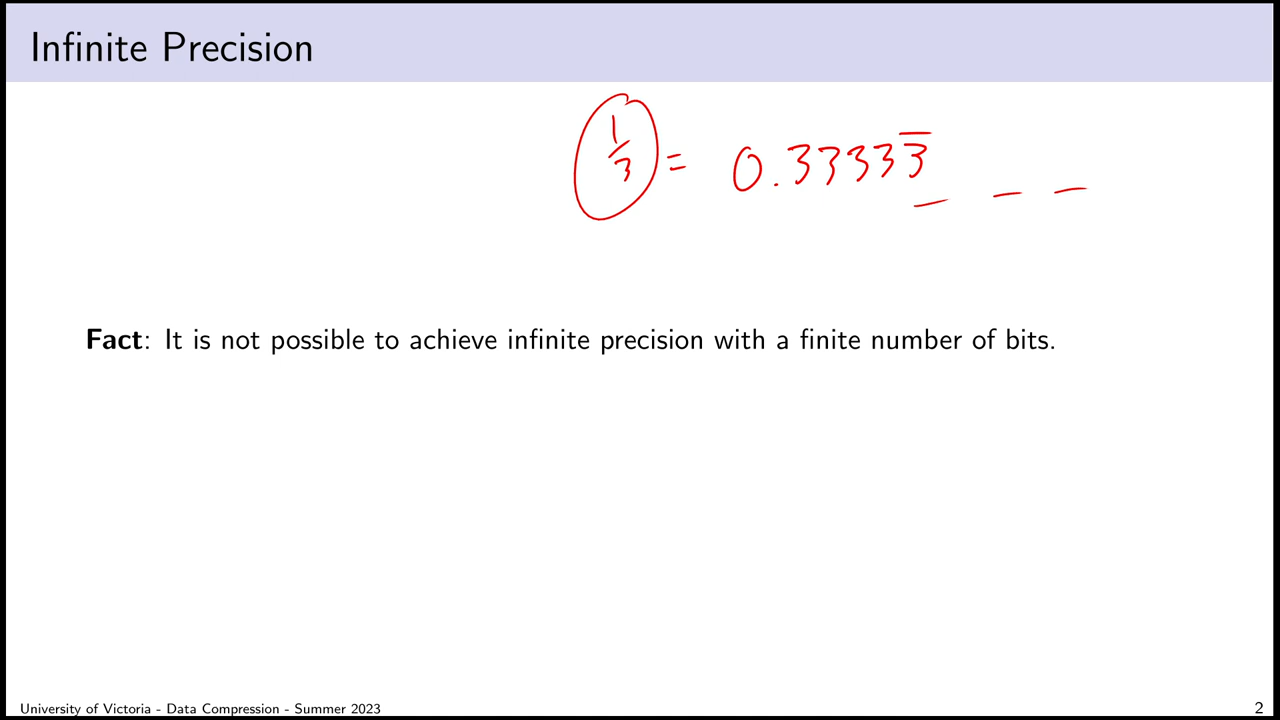 Infinite Precision
1/3 = 0.33333̅ _ _ _
Fact: It is not possible to achieve infinite precision with a finite number of bits.
University of Victoria - Data Compression - Summer 2023 2